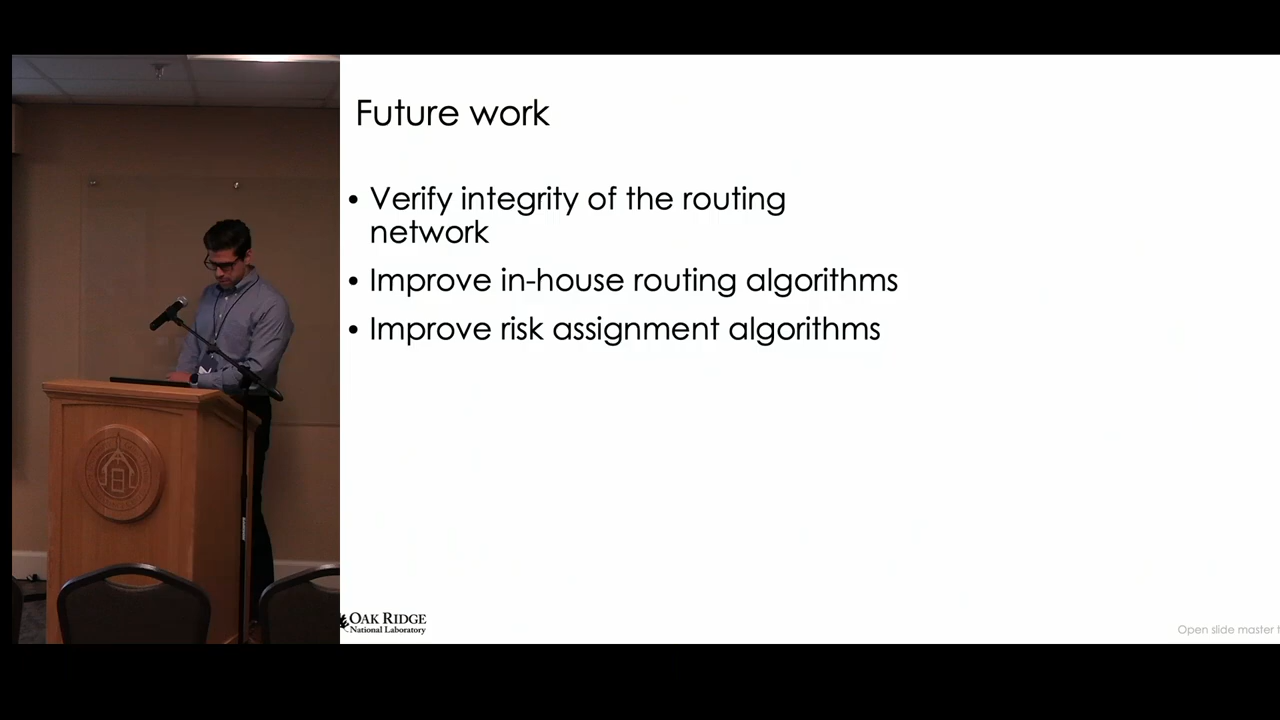 Future work
• Verify integrity of the routing
network
• Improve in-house routing algorithms
• Improve risk assignment algorithms
OAK RIDGE
National Laboratory
Open slide master t